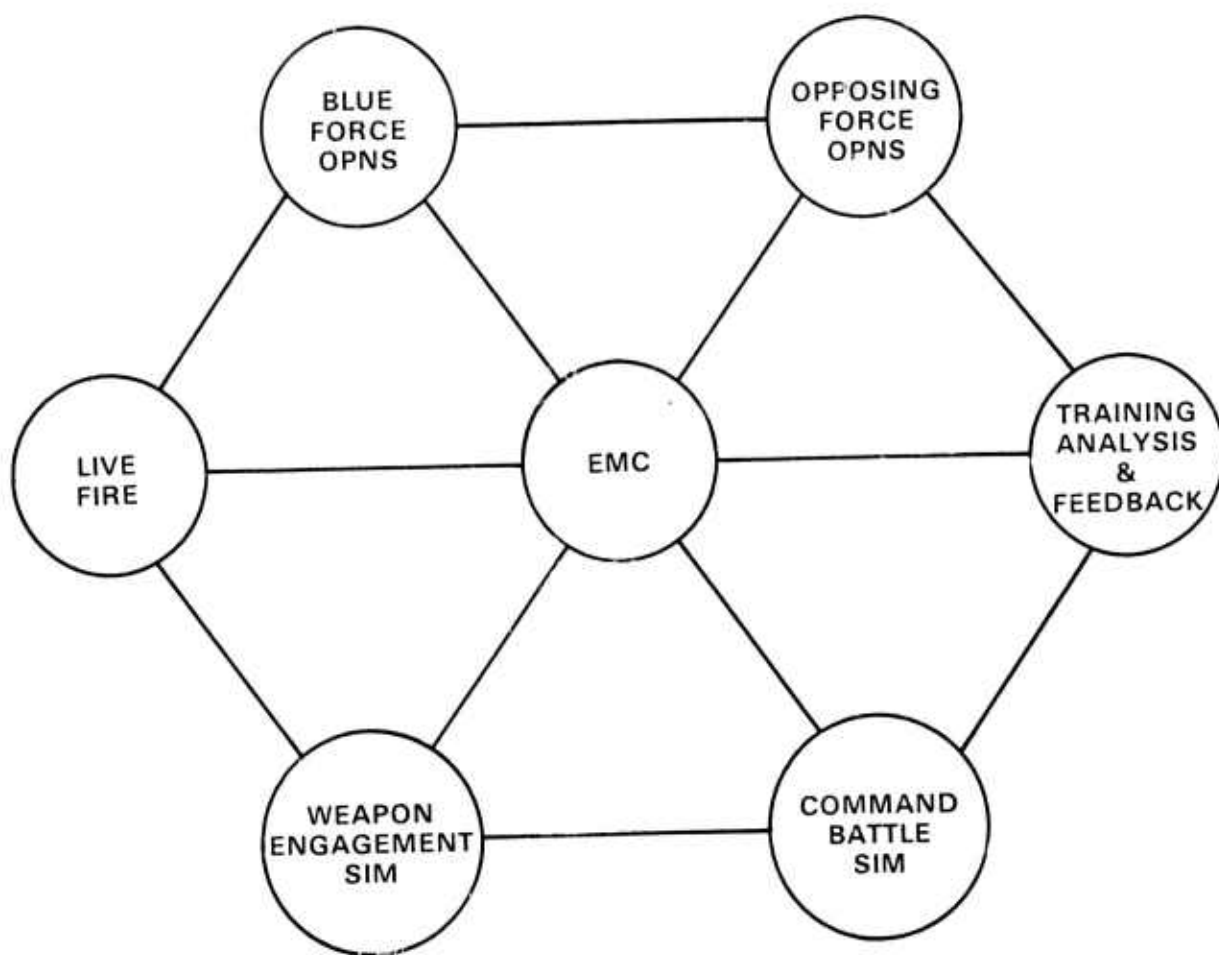 BLUE
FORCE
OPNS
OPPOSING
FORCE
OPNS
LIVE
FIRE
EMC
TRAINING
ANALYSIS
&
FEEDBACK
WEAPON
ENGAGEMENT
SIM
COMMAND
BATTLE
SIM